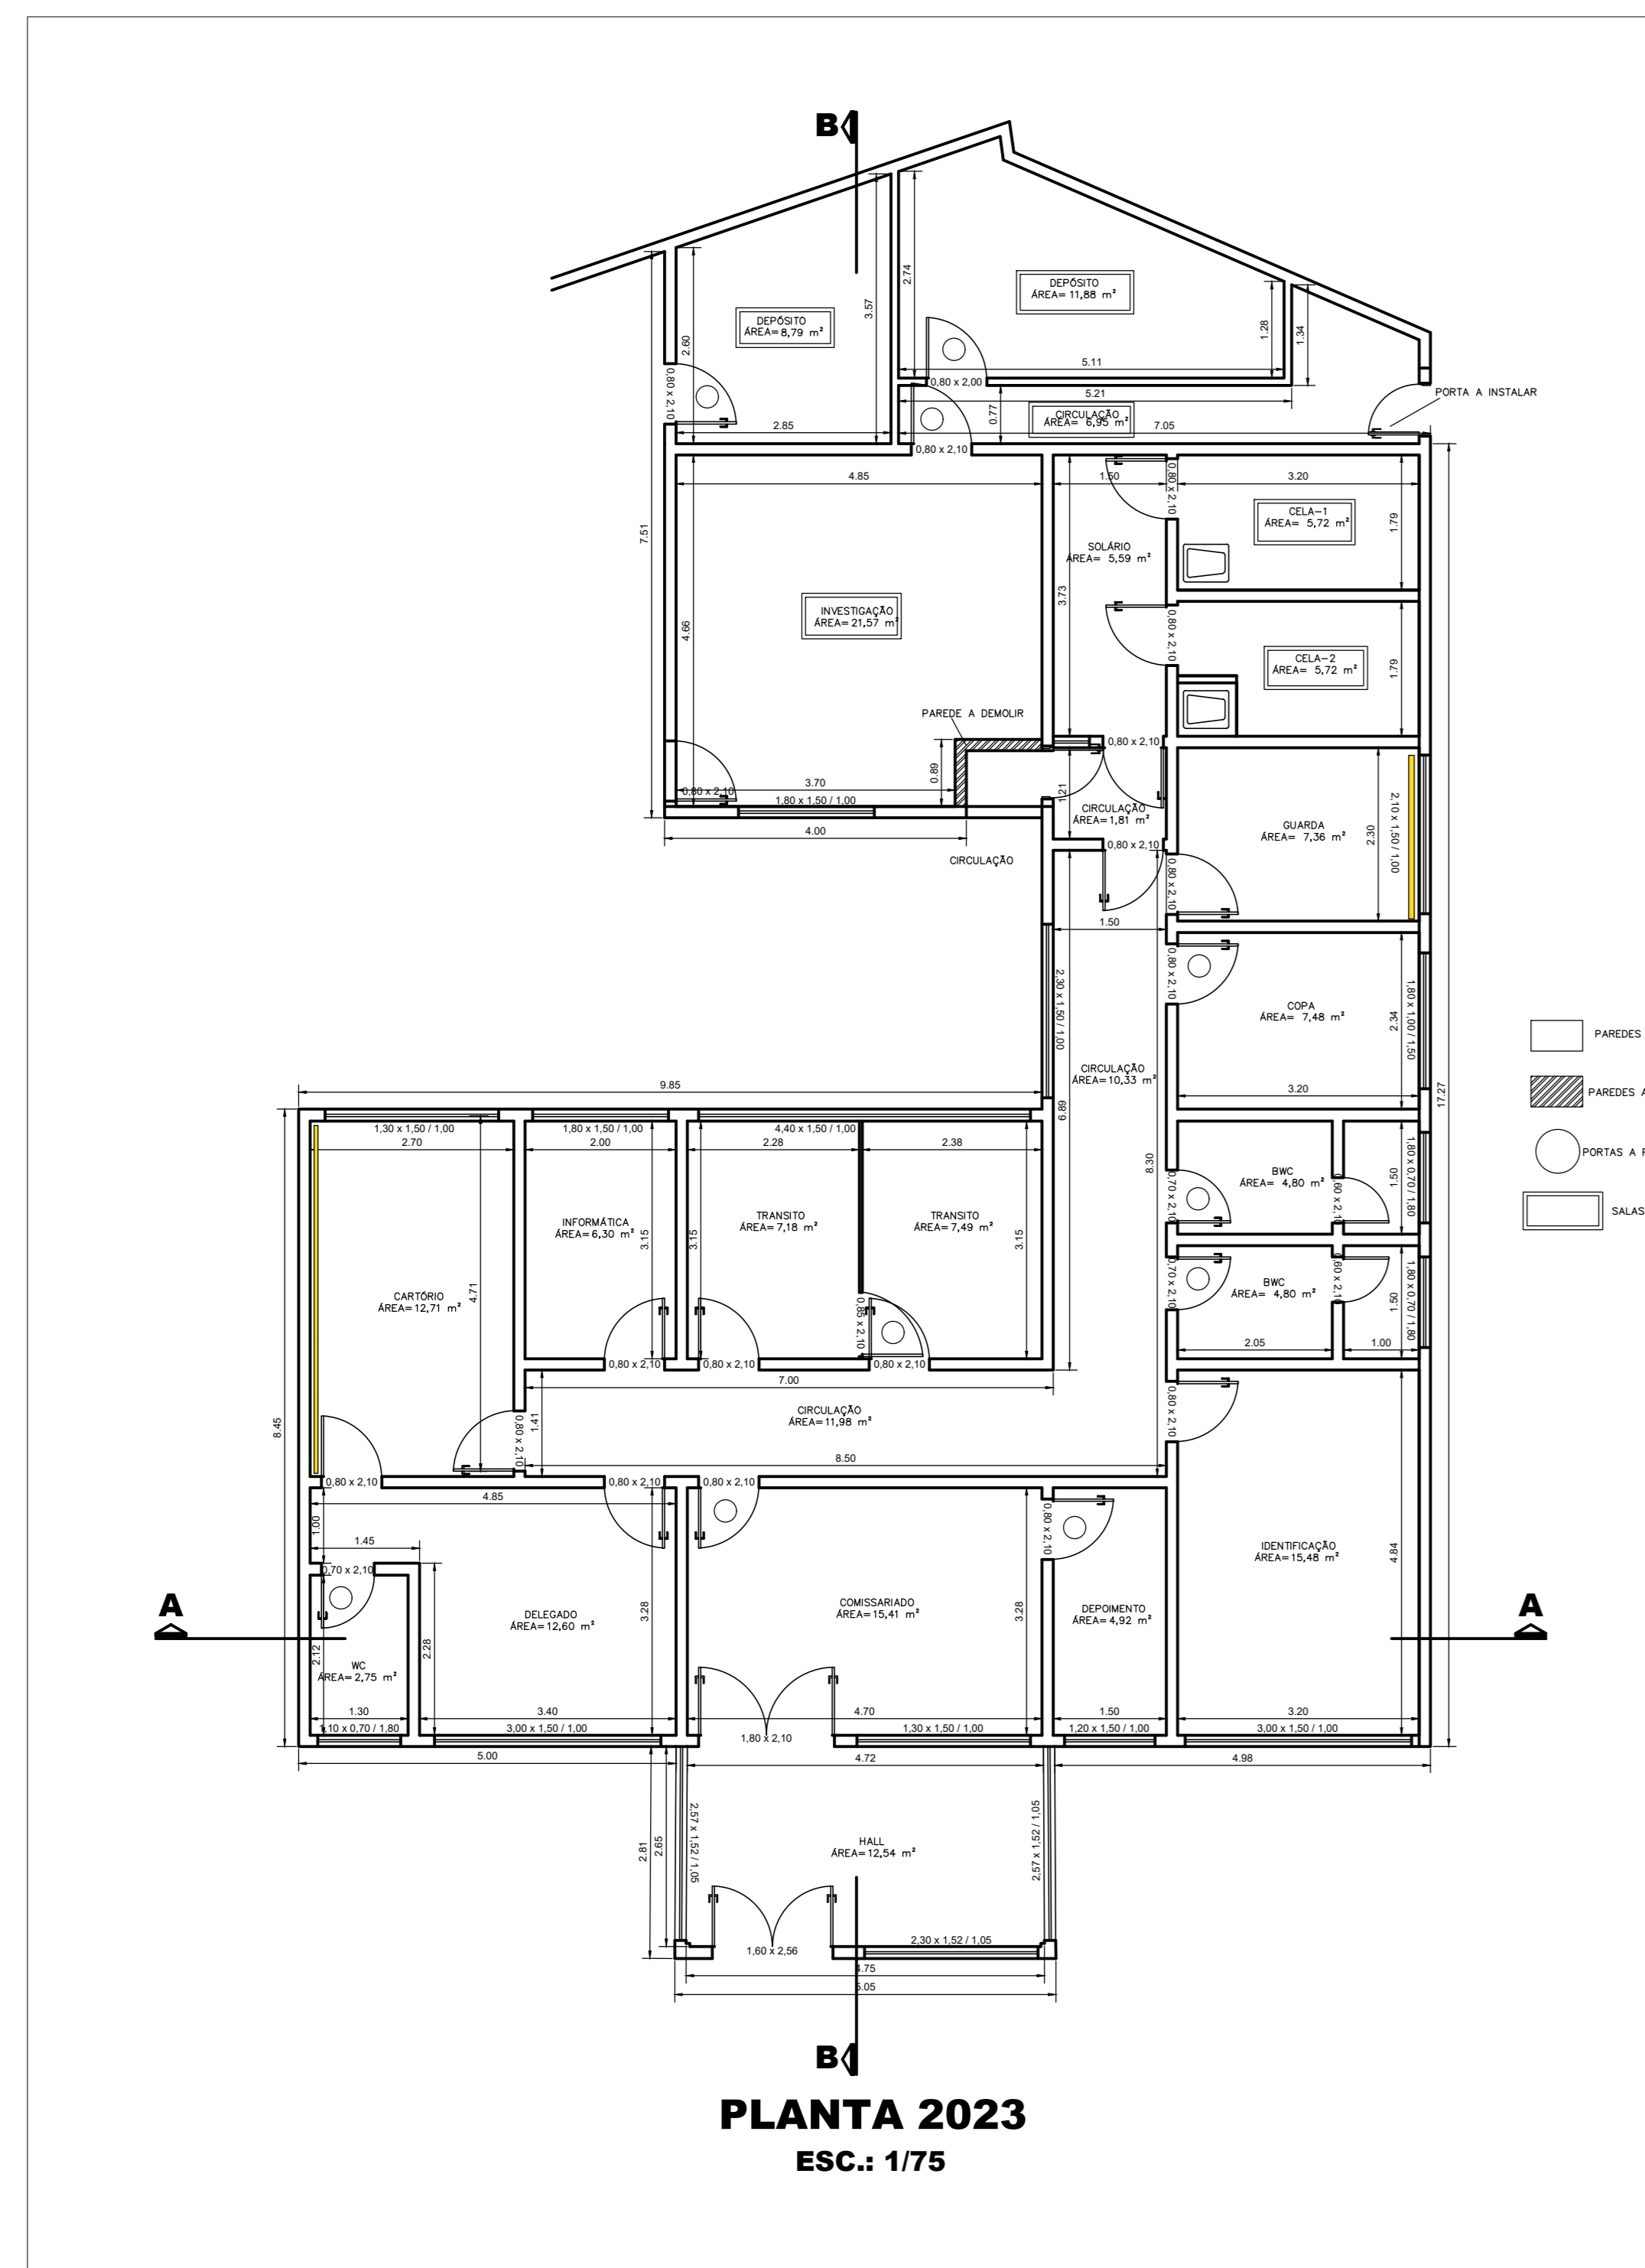 B
DEPÓSITO
ÁREA= 11,88 m²
2.74
3.57
DEPÓSITO
ÁREA= 8,79 m²
2.60
1.28
1.34
5.11
0,80 x 2,00
5.21
0,80 x 2,10
0.77
CIRCULAÇÃO
ÁREA= 6,95 m²
7.05
PORTA A INSTALAR
2.85
0,80 x 2,10
4.85
1.50
0,80 x 2,10
3.20
CELA-1
ÁREA= 5,72 m²
1.79
7.51
SOLÁRIO
ÁREA= 5,59 m²
3.73
INVESTIGAÇÃO
ÁREA= 21,57 m²
4.66
0,80 x 2,10
CELA-2
ÁREA= 5,72 m²
1.79
PAREDE A DEMOLIR
0,80 x 2,10
0.89
3.70
0,80 x 2,10
1,80 x 1,50 / 1,00
1.21
CIRCULAÇÃO
ÁREA= 1,81 m²
GUARDA
ÁREA= 7,36 m²
2.30
2,10 x 1,50 / 1,00
4.00
0,80 x 2,10
CIRCULAÇÃO
0,80 x 2,10
1.50
0,80 x 2,10
2,30 x 1,50 / 1,00
COPA
ÁREA= 7,48 m²
2.34
1,80 x 1,00 / 1,50
PAREDES
CIRCULAÇÃO
ÁREA= 10,33 m²
3.20
9.85
6.89
17.27
PAREDES A
1,30 x 1,50 / 1,00
1,80 x 1,50 / 1,00
4,40 x 1,50 / 1,00
2.70
2.00
2.28
2.38
8.30
PORTAS A
BWC
ÁREA= 4,80 m²
0,70 x 2,10
0,60 x 2,10
1.50
1,80 x 0,70 / 1,80
SALAS
INFORMÁTICA
ÁREA= 6,30 m²
3.15
TRANSITO
ÁREA= 7,18 m²
3.15
TRANSITO
ÁREA= 7,49 m²
3.15
CARTÓRIO
ÁREA= 12,71 m²
4.71
BWC
ÁREA= 4,80 m²
0,70 x 2,10
0,60 x 2,10
1.50
1,80 x 0,70 / 1,80
0,85 x 2,10
2.05
1.00
0,80 x 2,10
0,80 x 2,10
0,80 x 2,10
7.00
CIRCULAÇÃO
ÁREA= 11,98 m²
1.41
0,80 x 2,10
0,80 x 2,10
8.45
8.50
0,80 x 2,10
0,80 x 2,10
0,80 x 2,10
4.85
1.00
1.45
0,80 x 2,10
IDENTIFICAÇÃO
ÁREA= 15,48 m²
4.84
0,70 x 2,10
A
A
DELEGADO
ÁREA= 12,60 m²
3.28
COMISSARIADO
ÁREA= 15,41 m²
3.28
DEPOIMENTO
ÁREA= 4,92 m²
2.12
2.28
WC
ÁREA= 2,75 m²
1.30
3.40
4.70
1.50
3.20
1,10 x 0,70 / 1,80
3,00 x 1,50 / 1,00
1,80 x 2,10
1,30 x 1,50 / 1,00
1,20 x 1,50 / 1,00
3,00 x 1,50 / 1,00
5.00
4.72
4.98
2.81
2.65
2,57 x 1,52 / 1,05
HALL
ÁREA= 12,54 m²
2,57 x 1,52 / 1,05
2,30 x 1,52 / 1,05
1,60 x 2,56
4.75
5.05
B
PLANTA 2023
ESC.: 1/75